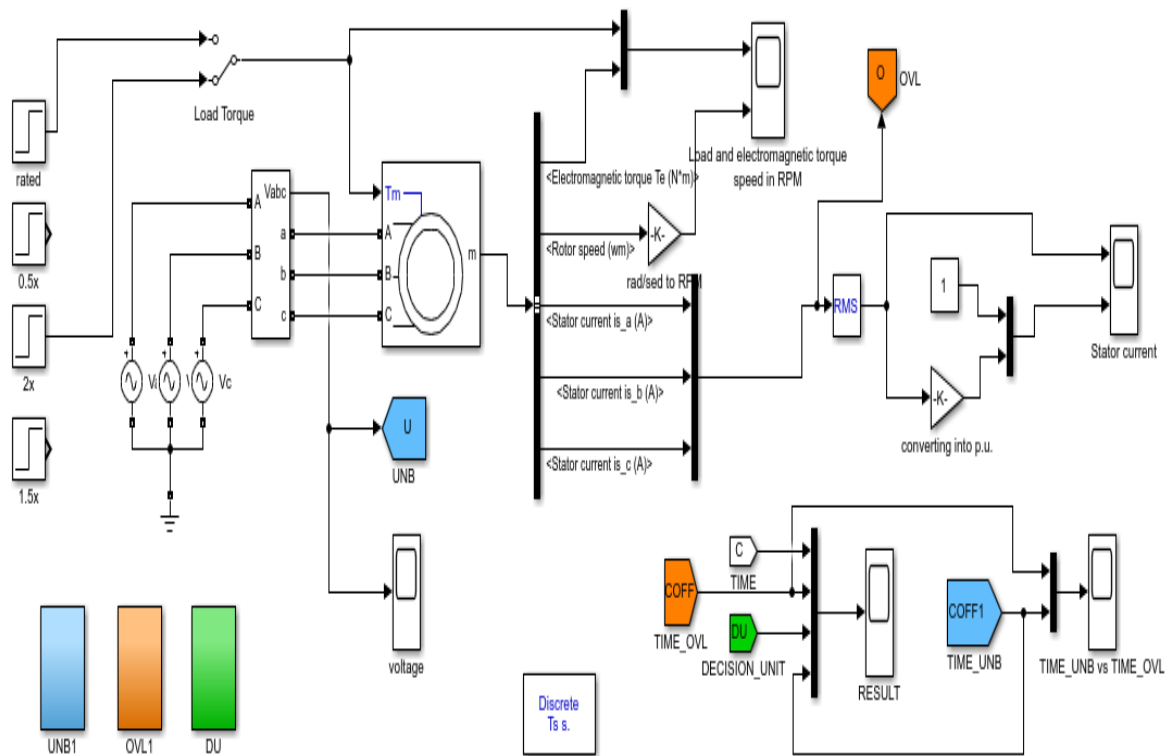 O
OVL
Load Torque
rated
Load and electromagnetic torque
speed in RPM
Vabc
A
B
C
a
b
c
Tm
A
B
C
m
<Electromagnetic torque Te (N*m)>
<Rotor speed (wm)>
-K-
rad/sed to RPM
<Stator current is_a (A)>
<Stator current is_b (A)>
<Stator current is_c (A)>
0.5x
2x
1.5x
Vc
RMS
1
-K-
converting into p.u.
Stator current
U
UNB
voltage
C
TIME
COFF
TIME_OVL
DU
DECISION_UNIT
RESULT
COFF1
TIME_UNB
TIME_UNB vs TIME_OVL
Discrete
Ts s.
UNB1
OVL1
DU